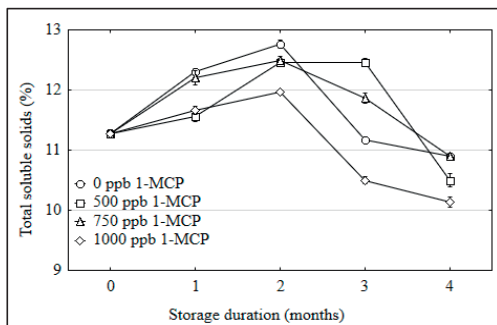 Total soluble solids (%)
13
12
11
10
9
0 ppb 1-MCP
500 ppb 1-MCP
750 ppb 1-MCP
1000 ppb 1-MCP
0 1 2 3 4
Storage duration (months)